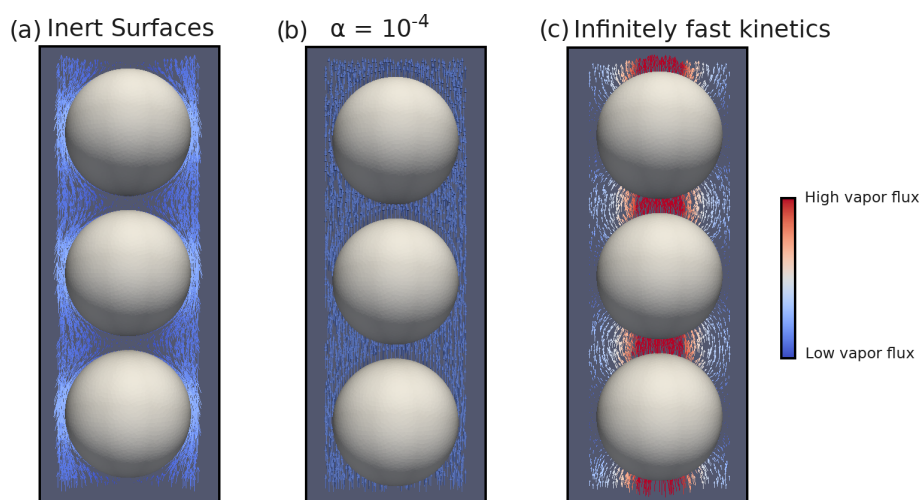 (a) Inert Surfaces
(b) α = 10⁻⁴
(c) Infinitely fast kinetics
High vapor flux
Low vapor flux